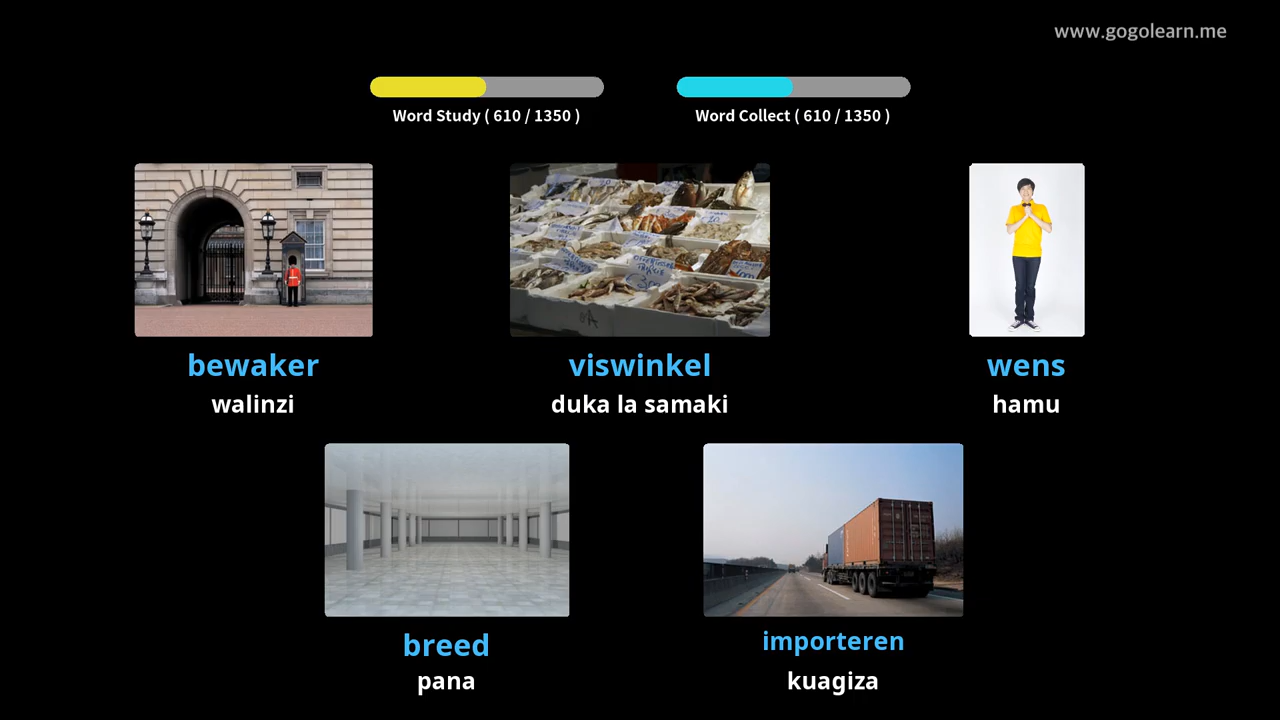 www.gogolearn.me
Word Study ( 610 / 1350 )
Word Collect ( 610 / 1350 )
bewaker
walinzi
viswinkel
duka la samaki
wens
hamu
breed
pana
importeren
kuagiza